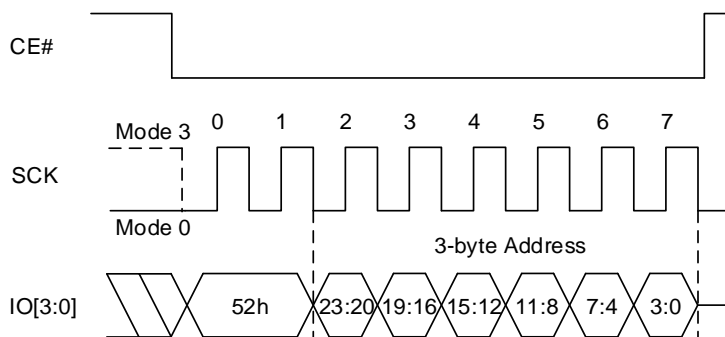 CE#
0 1 2 3 4 5 6 7
Mode 3
SCK
Mode 0
3-byte Address
IO[3:0] 52h 23:20 19:16 15:12 11:8 7:4 3:0